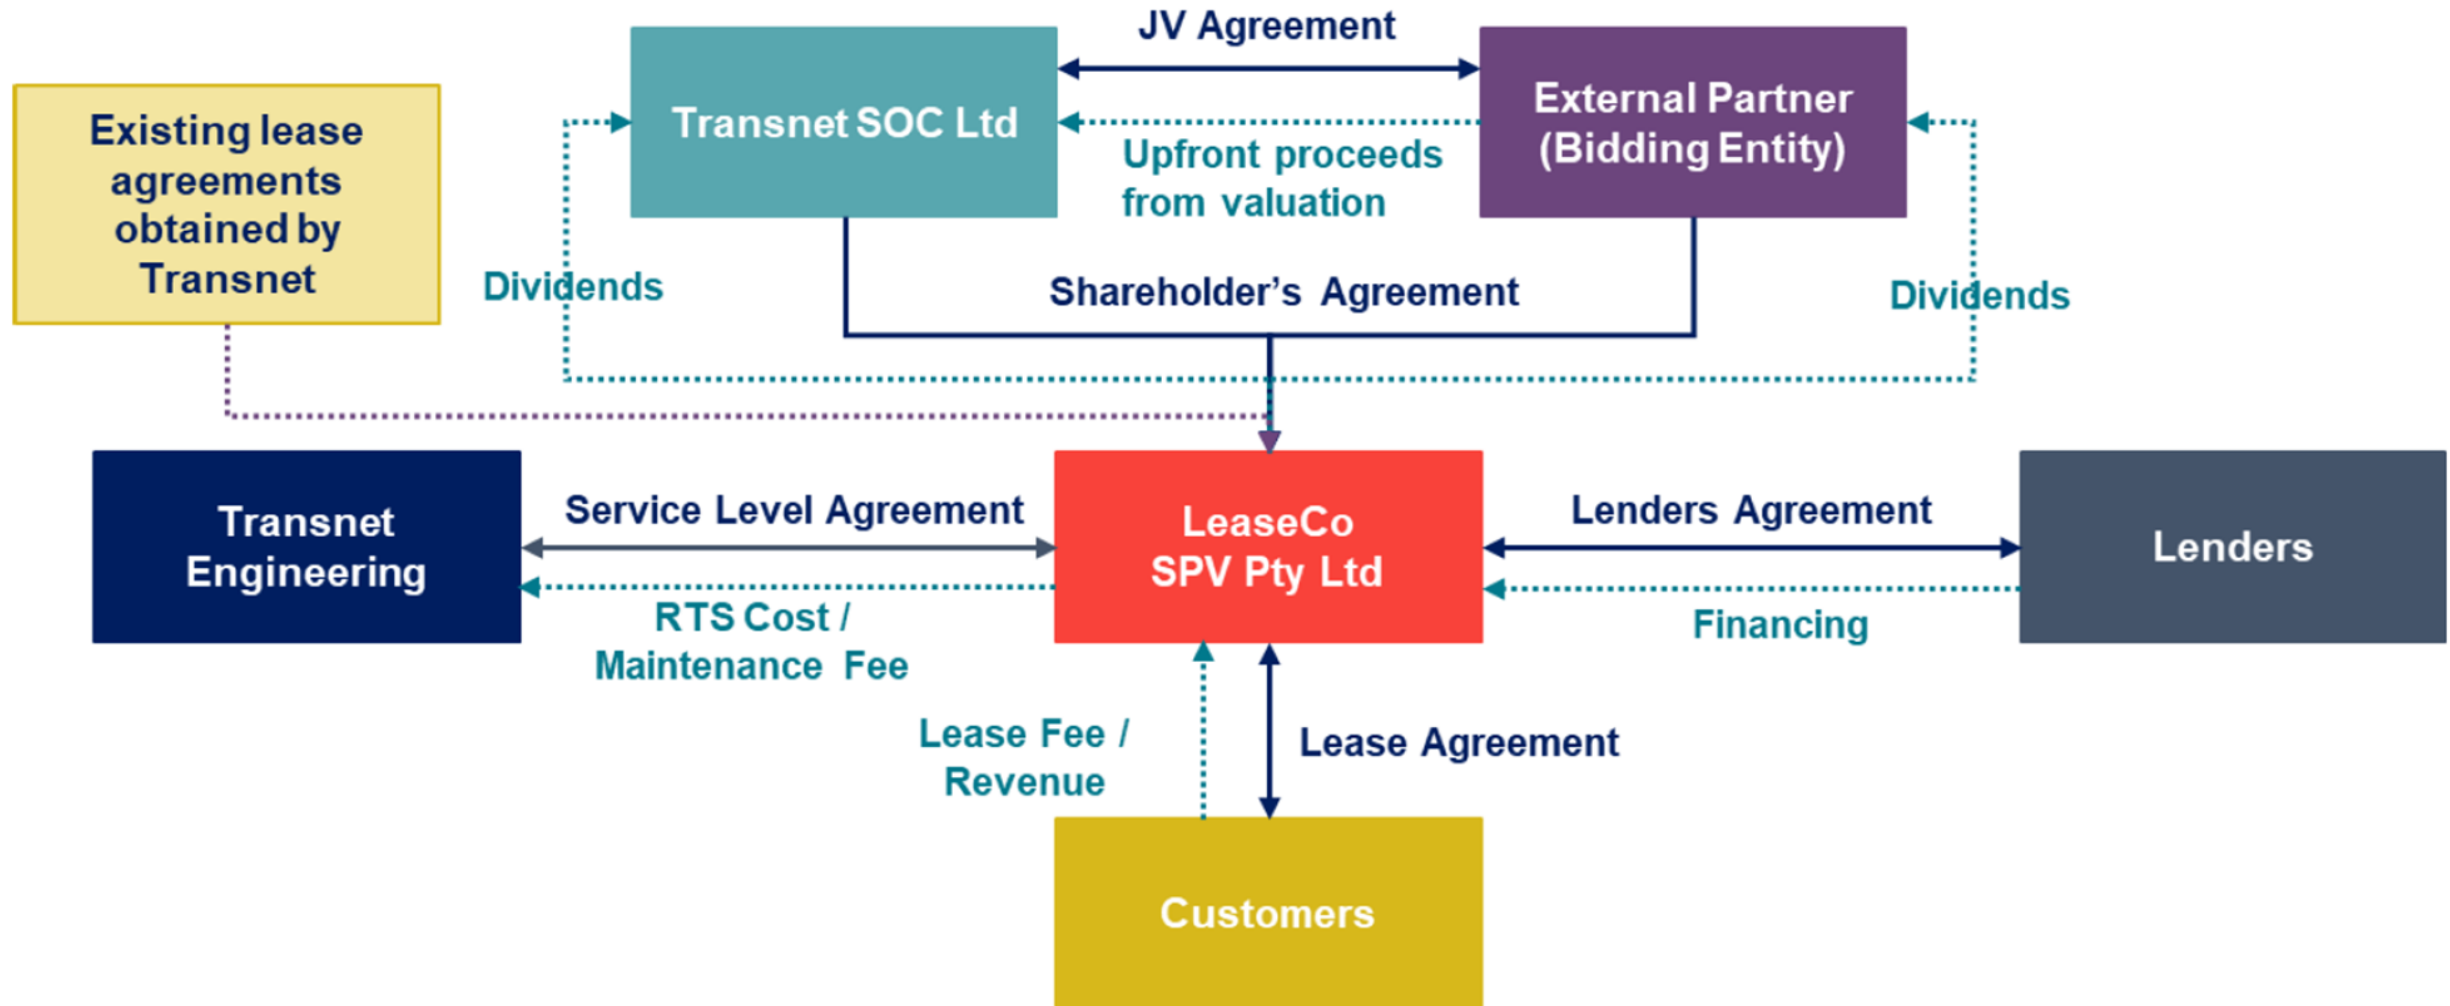 JV Agreement
Transnet SOC Ltd
External Partner
(Bidding Entity)
Existing lease
agreements
obtained by
Transnet
Upfront proceeds
from valuation
Dividends
Shareholder’s Agreement
Dividends
Transnet
Engineering
Service Level Agreement
LeaseCo
SPV Pty Ltd
Lenders Agreement
Lenders
RTS Cost /
Maintenance Fee
Financing
Lease Fee /
Revenue
Lease Agreement
Customers